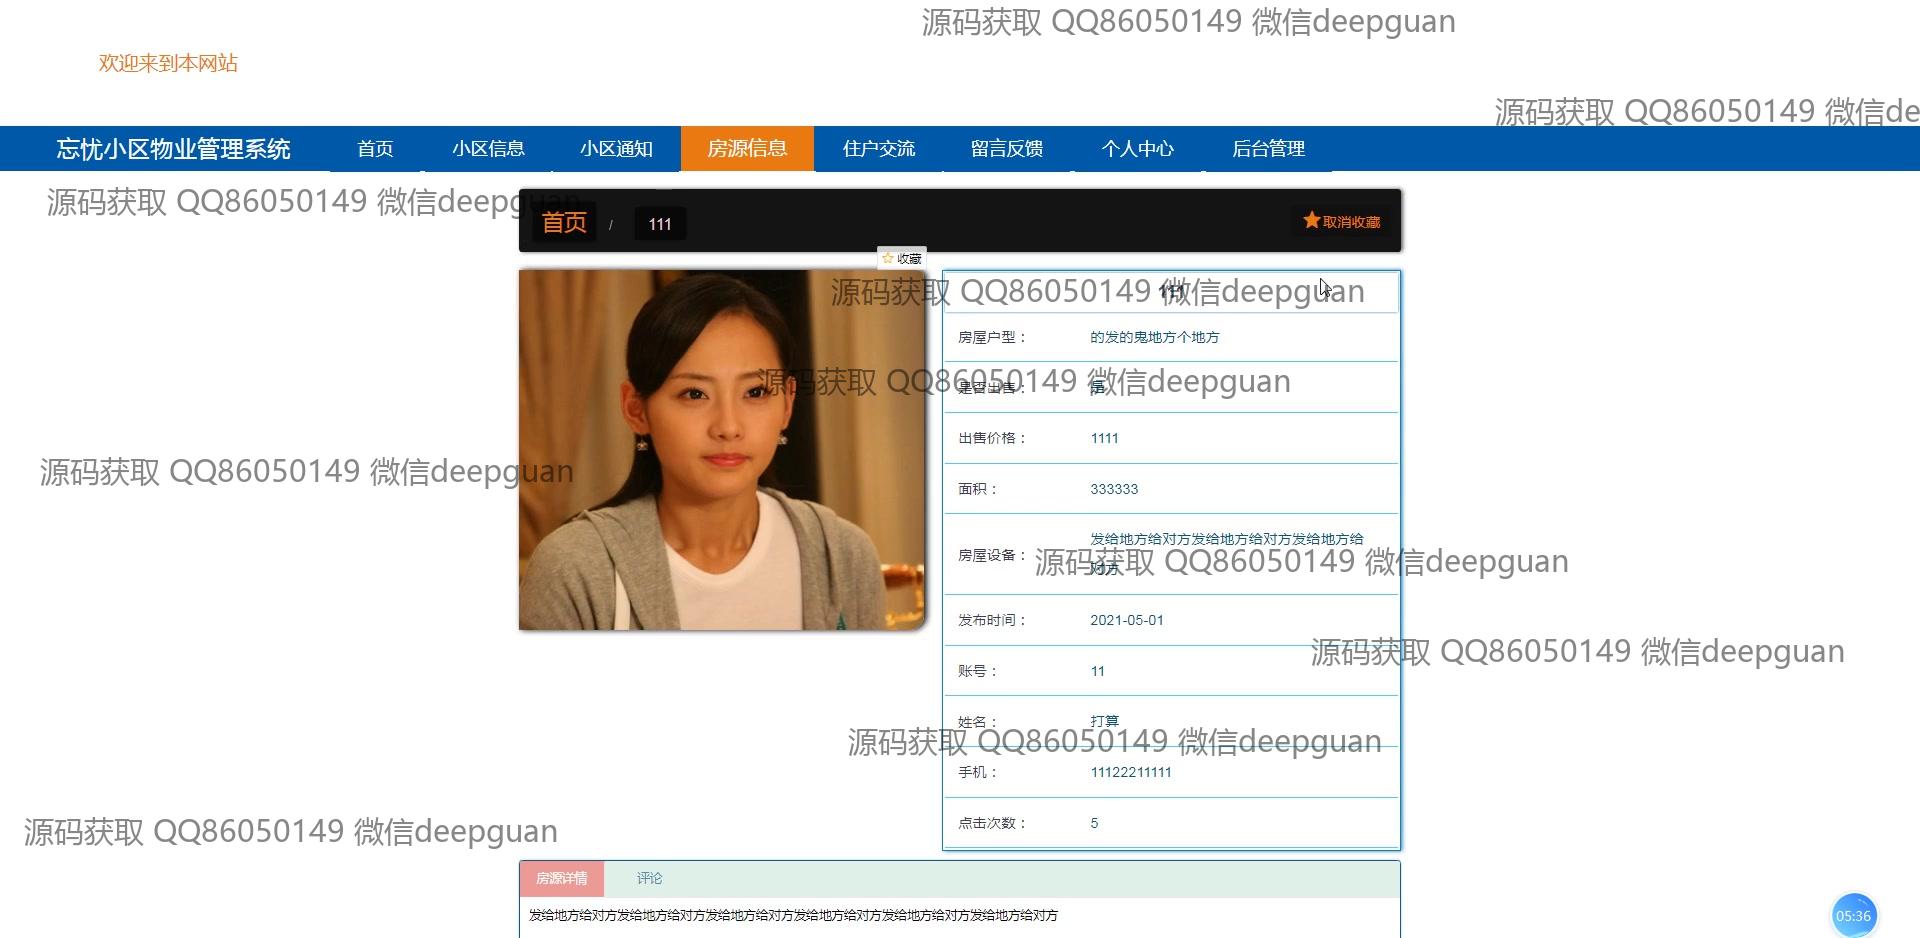 源码获取 QQ86050149 微信deepguan
欢迎来到本网站
源码获取 QQ86050149 微信de
忘忧小区物业管理系统 首页 小区信息 小区通知 房源信息 住户交流 留言反馈 个人中心 后台管理
源码获取 QQ86050149 微信deepguan
首页 / 111 取消收藏
收藏
111
源码获取 QQ86050149 微信deepguan
房屋户型： 的发的鬼地方个地方
源码获取 QQ86050149 微信deepguan
是否出售： 是
出售价格： 1111
源码获取 QQ86050149 微信deepguan
面积： 333333
房屋设备： 发给地方给对方发给地方给对方发给地方给
对方
源码获取 QQ86050149 微信deepguan
发布时间： 2021-05-01
源码获取 QQ86050149 微信deepguan
账号： 11
姓名： 打算
源码获取 QQ86050149 微信deepguan
手机： 11122211111
点击次数： 5
源码获取 QQ86050149 微信deepguan
房源详情 评论
发给地方给对方发给地方给对方发给地方给对方发给地方给对方发给地方给对方发给地方给对方
05:36